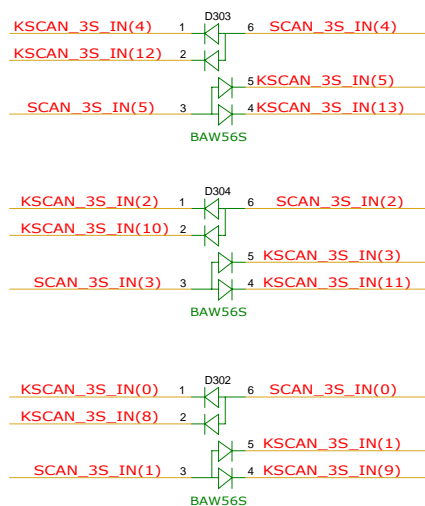 D303
KSCAN_3S_IN(4) 1 6 SCAN_3S_IN(4)
KSCAN_3S_IN(12) 2
5 KSCAN_3S_IN(5)
SCAN_3S_IN(5) 3 4 KSCAN_3S_IN(13)
BAW56S
D304
KSCAN_3S_IN(2) 1 6 SCAN_3S_IN(2)
KSCAN_3S_IN(10) 2
5 KSCAN_3S_IN(3)
SCAN_3S_IN(3) 3 4 KSCAN_3S_IN(11)
BAW56S
D302
KSCAN_3S_IN(0) 1 6 SCAN_3S_IN(0)
KSCAN_3S_IN(8) 2
5 KSCAN_3S_IN(1)
SCAN_3S_IN(1) 3 4 KSCAN_3S_IN(9)
BAW56S